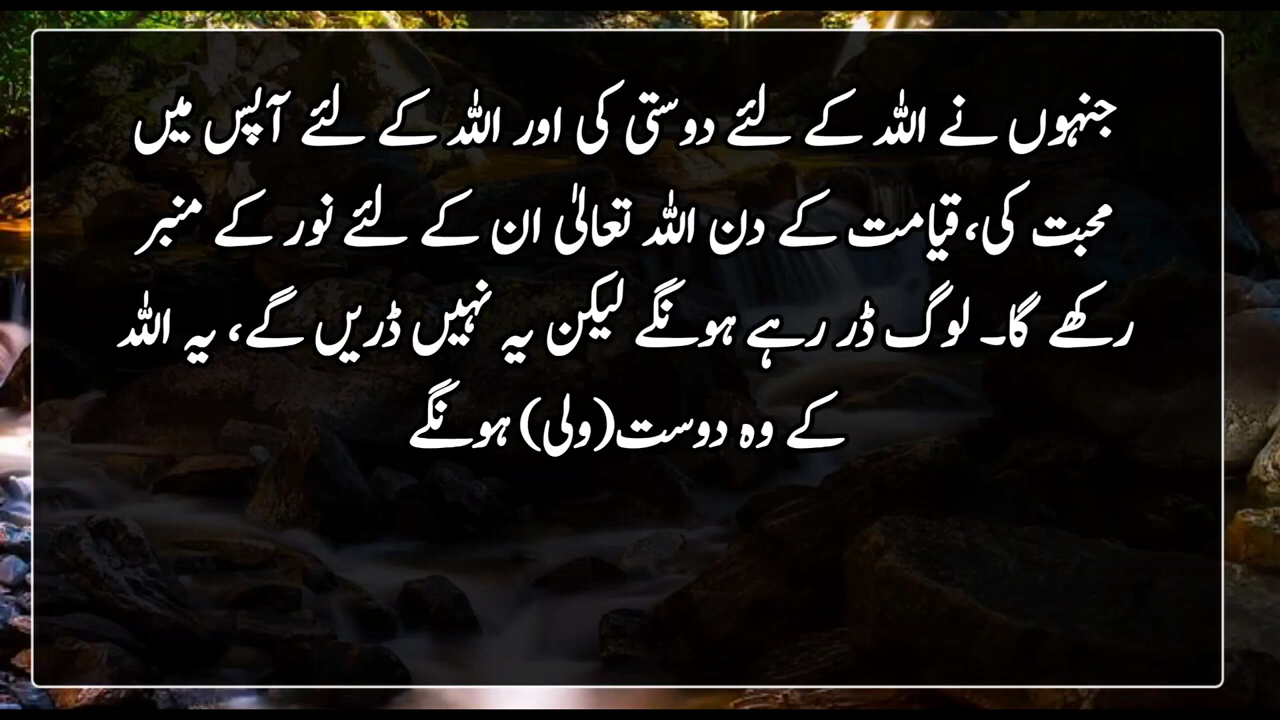 جنہوں نے اللہ کے لئے دوستی کی اور اللہ کے لئے آپس میں
محبت کی، قیامت کے دن اللہ تعالیٰ ان کے لئے نور کے منبر
رکھے گا۔ لوگ ڈر رہے ہونگے لیکن یہ نہیں ڈریں گے، یہ اللہ
کے وہ دوست(ولی) ہونگے